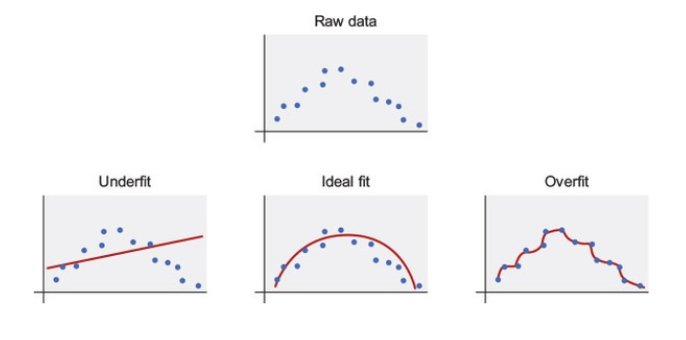 Raw data
Underfit
Ideal fit
Overfit